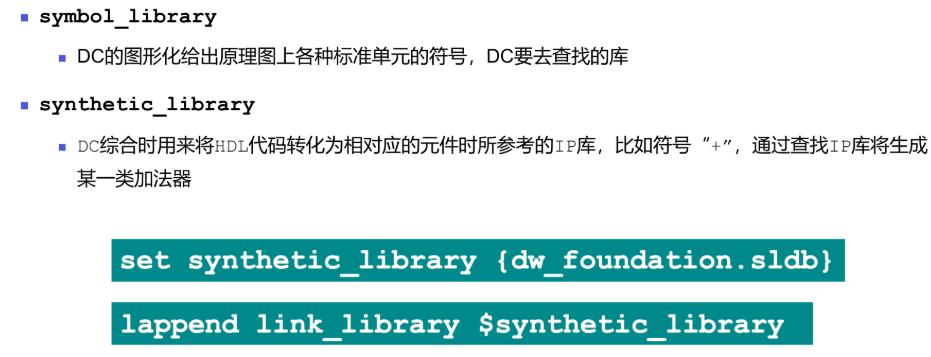 symbol_library
DC的图形化给出原理图上各种标准单元的符号，DC要去查找的库
synthetic_library
DC综合时用来将HDL代码转化为相对应的元件时所参考的IP库，比如符号“+”，通过查找IP库将生成
某一类加法器
set synthetic_library {dw_foundation.sldb}
lappend link_library $synthetic_library